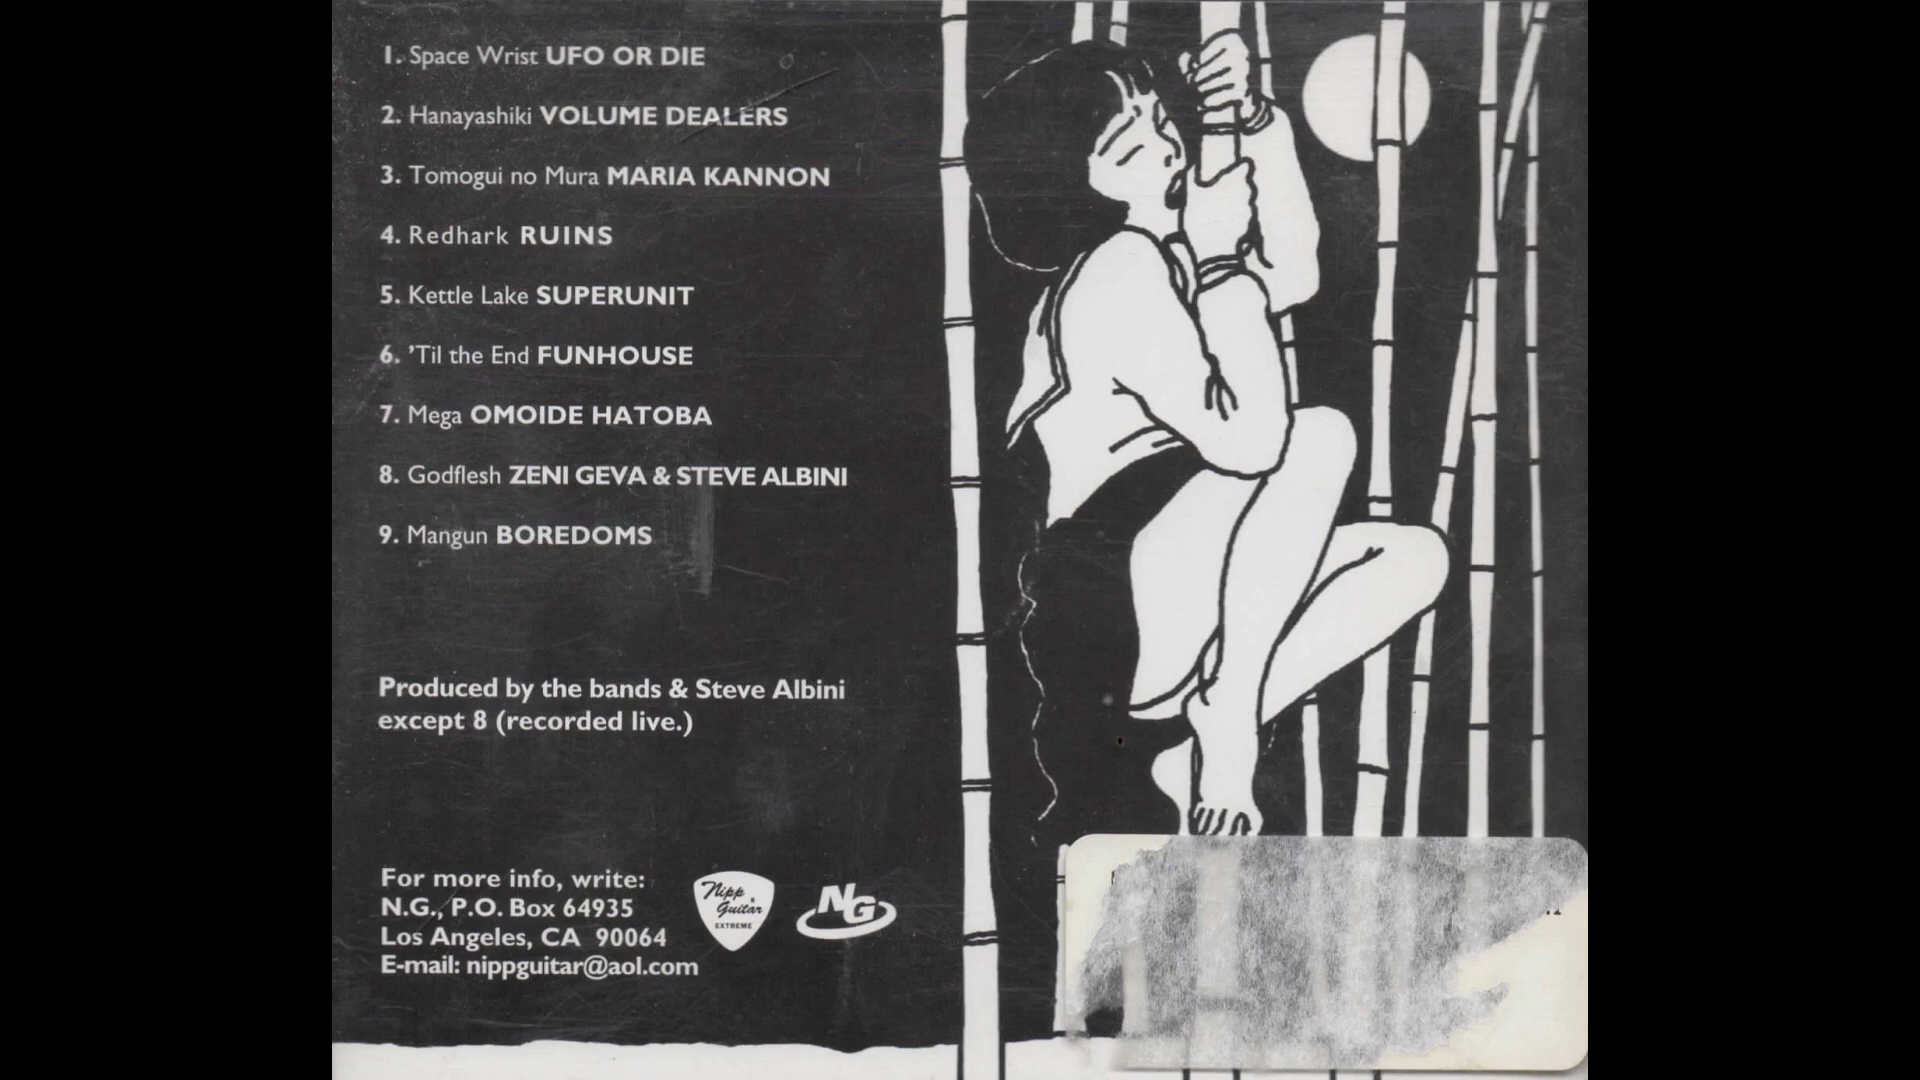 1. Space Wrist UFO OR DIE
2. Hanayashiki VOLUME DEALERS
3. Tomogui no Mura MARIA KANNON
4. Redhark RUINS
5. Kettle Lake SUPERUNIT
6. 'Til the End FUNHOUSE
7. Mega OMOIDE HATOBA
8. Godflesh ZENI GEVA & STEVE ALBINI
9. Mangun BOREDOMS
Produced by the bands & Steve Albini
except 8 (recorded live.)
For more info, write:
N.G., P.O. Box 64935
Los Angeles, CA 90064
E-mail: nippguitar@aol.com
Nipp
Guitar
EXTREME
NG